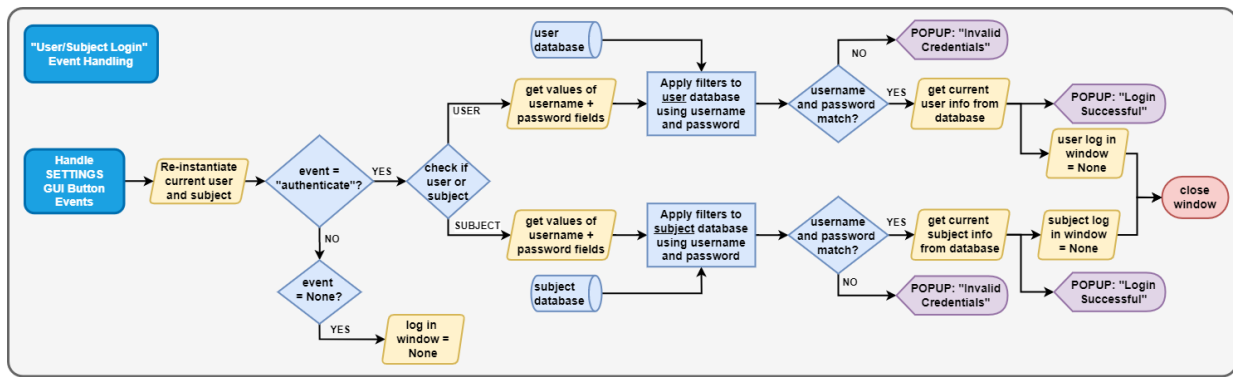 "User/Subject Login"
Event Handling
Handle
SETTINGS
GUI Button
Events
Re-instantiate
current user
and subject
event =
"authenticate"?
YES
NO
event
= None?
YES
log in
window =
None
check if
user or
subject
USER
SUBJECT
get values of
username +
password fields
user
database
Apply filters to
user database
using username
and password
username
and password
match?
NO
POPUP: "Invalid
Credentials"
YES
get current
user info from
database
POPUP: "Login
Successful"
user log in
window
= None
get values of
username +
password fields
subject
database
Apply filters to
subject database
using username
and password
username
and password
match?
YES
get current
subject info
from database
subject log
in window
= None
NO
POPUP: "Invalid
Credentials"
POPUP: "Login
Successful"
close
window